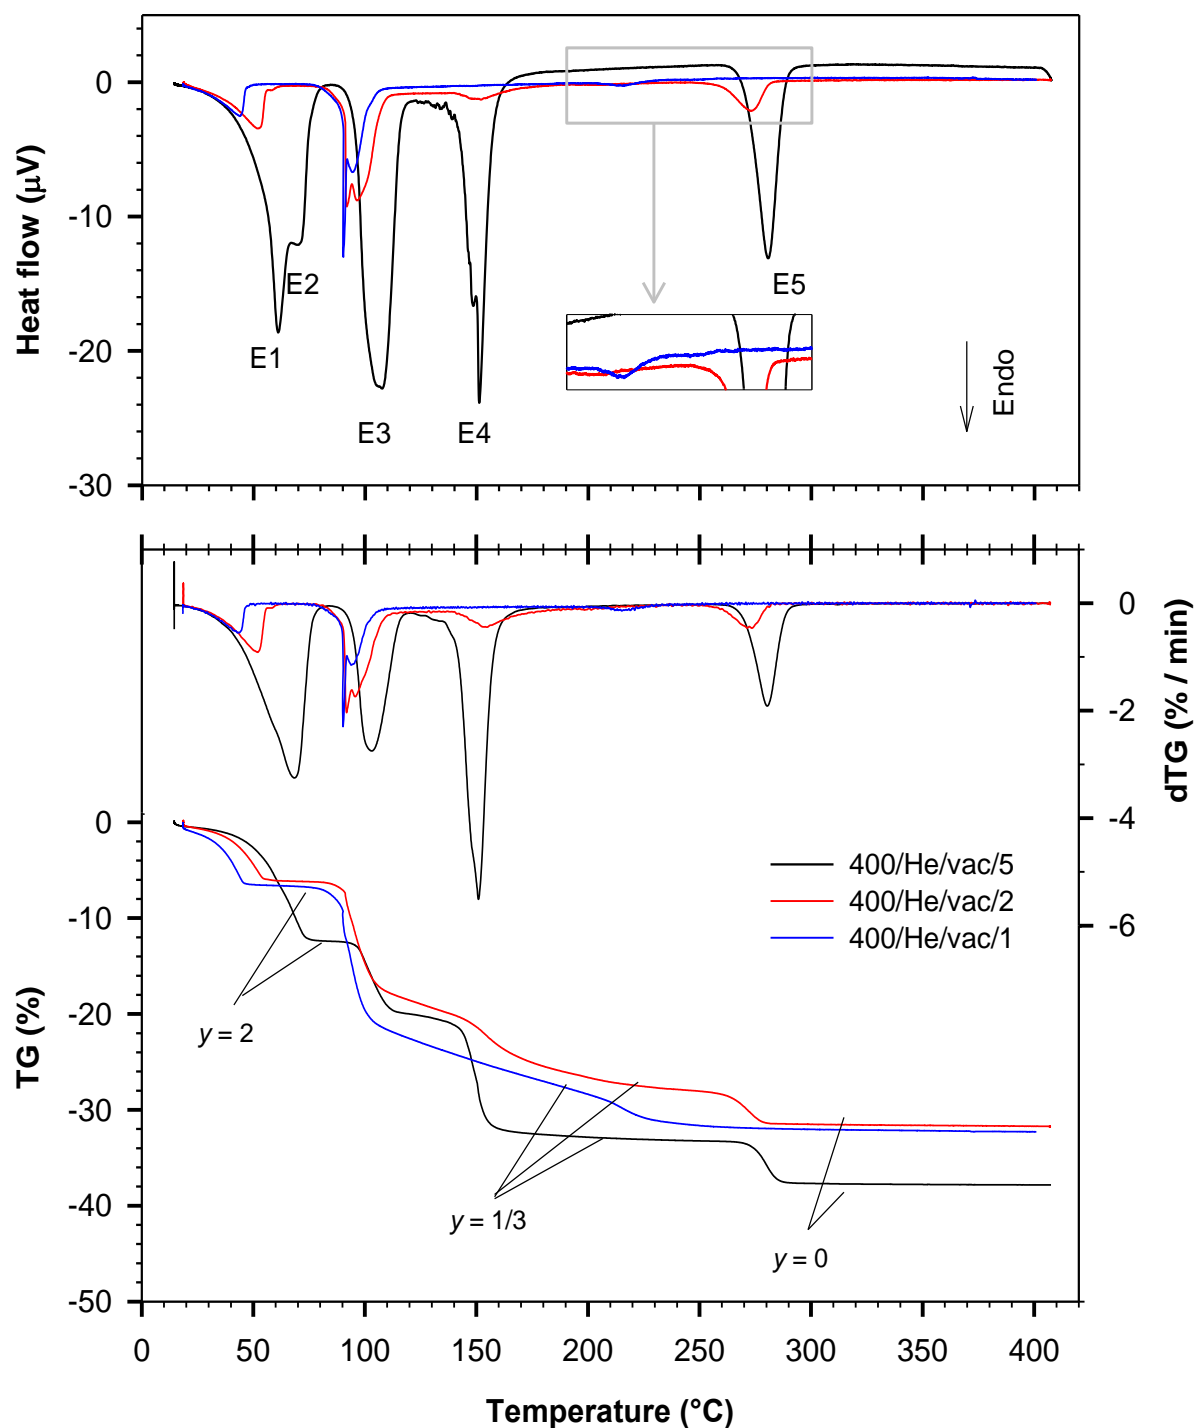 0
-10
-20
-30
Heat flow (µV)
E1
E2
E3
E4
E5
Endo
0
-2
-4
-6
dTG (% / min)
0
-10
-20
-30
-40
-50
TG (%)
400/He/vac/5
400/He/vac/2
400/He/vac/1
y = 2
y = 1/3
y = 0
0 50 100 150 200 250 300 350 400
Temperature (°C)